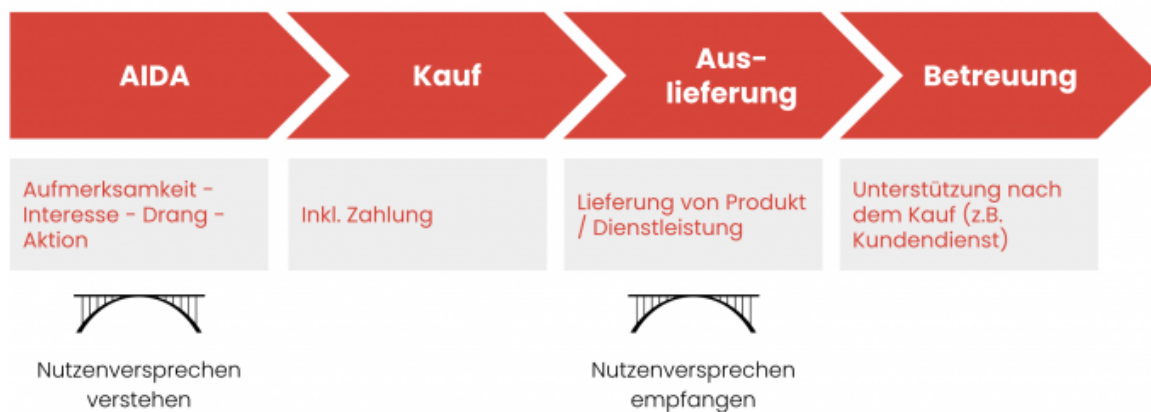 AIDA
Kauf
Aus-
lieferung
Betreuung
Aufmerksamkeit -
Interesse - Drang -
Aktion
Inkl. Zahlung
Lieferung von Produkt
/ Dienstleistung
Unterstützung nach
dem Kauf (z.B.
Kundendienst)
Nutzenversprechen
verstehen
Nutzenversprechen
empfangen